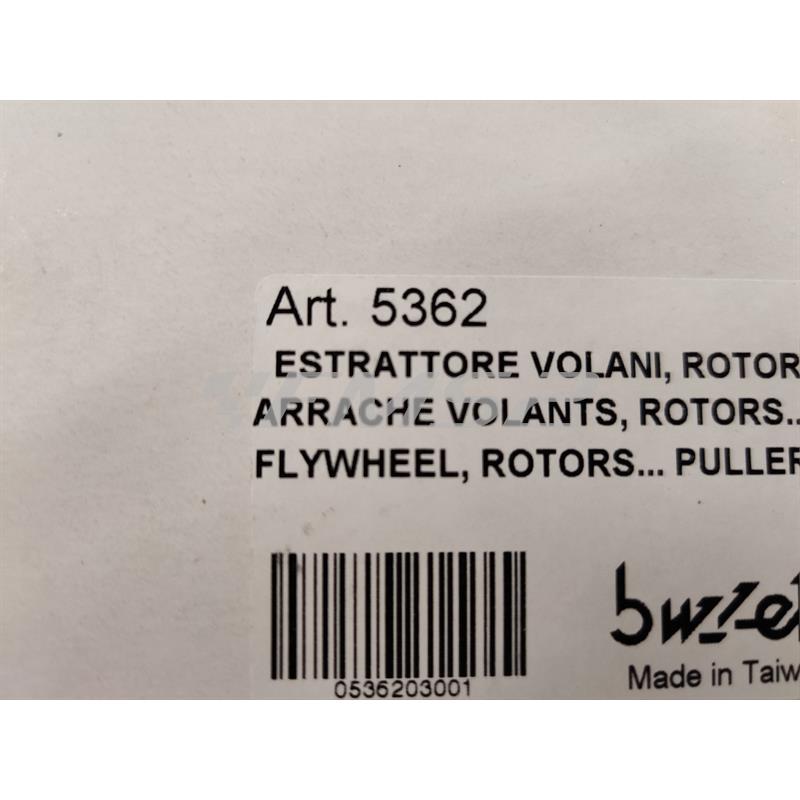 Art. 5362
ESTRATTORE VOLANI, ROTOR
ARRACHE VOLANTS, ROTORS...
FLYWHEEL, ROTORS... PULLER
0536203001
Made in Taiw